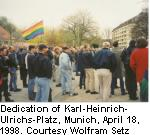 Dedication of Karl-Heinrich-
Ulrichs-Platz, Munich, April 18,
1998. Courtesy Wolfram Setz